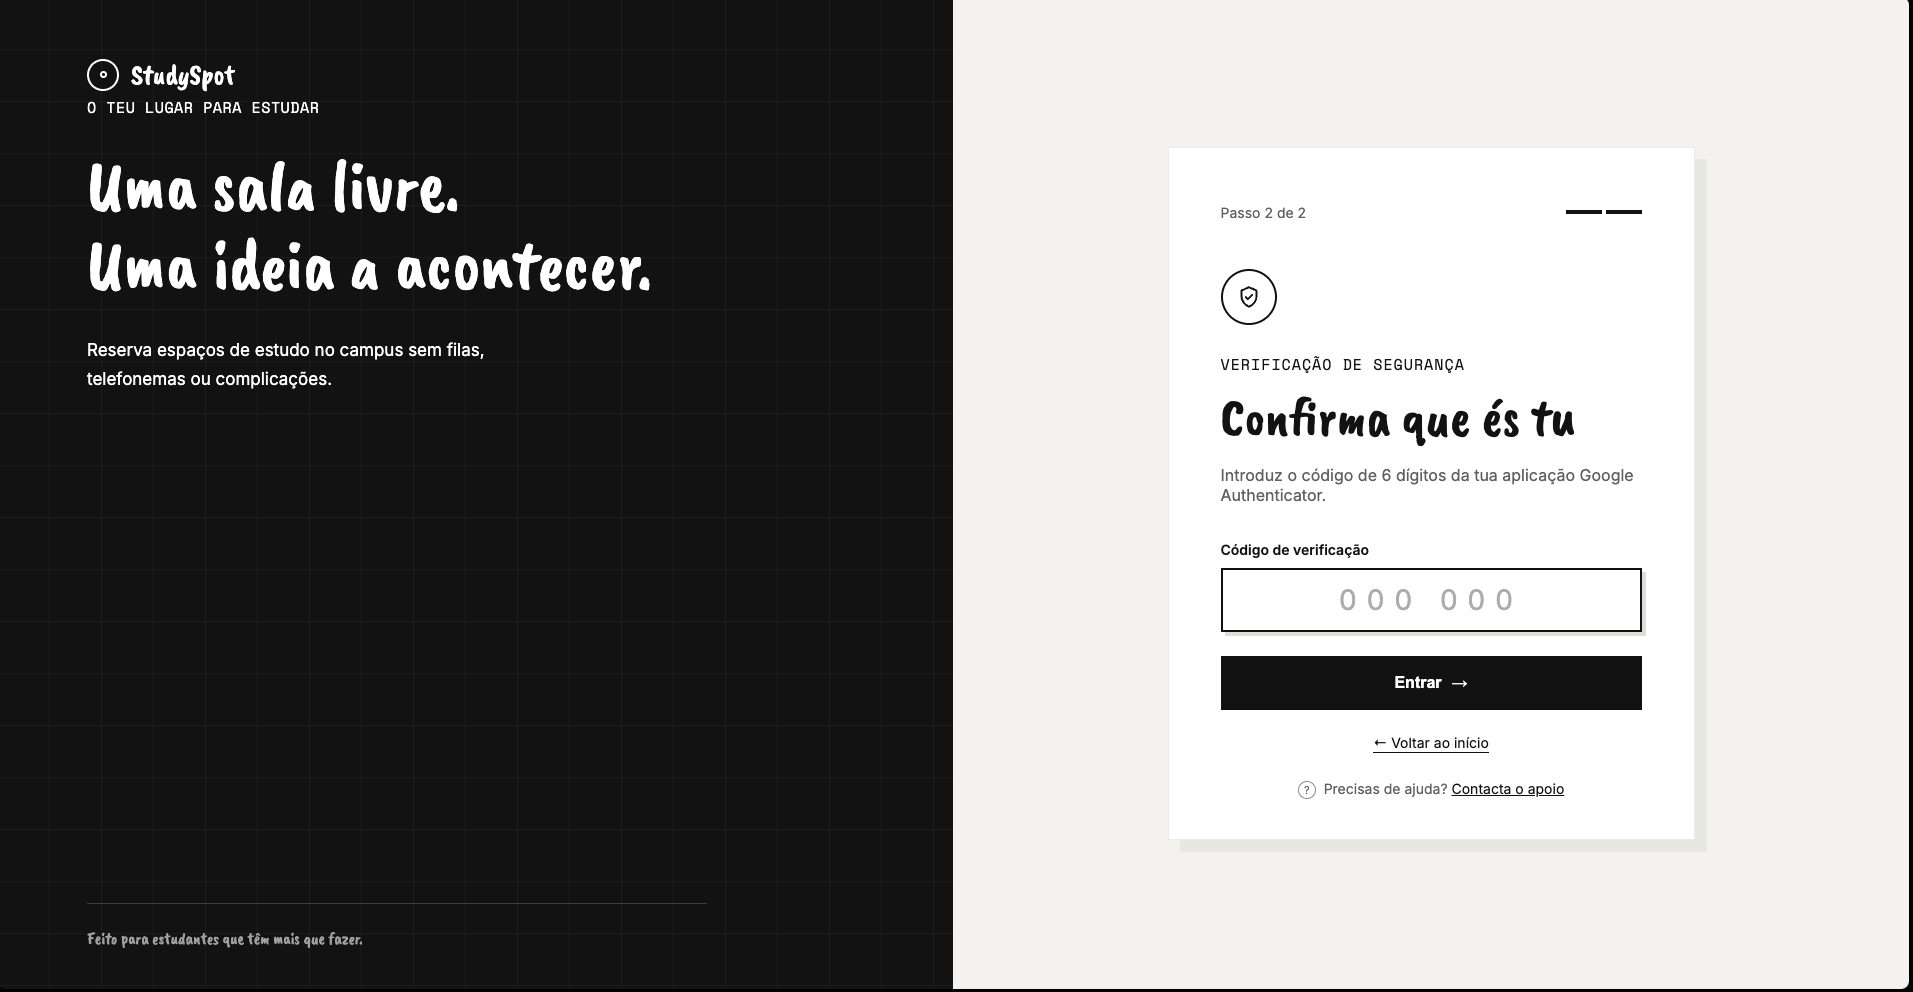 StudySpot
O TEU LUGAR PARA ESTUDAR
Uma sala livre.
Uma ideia a acontecer.
Reserva espaços de estudo no campus sem filas,
telefonemas ou complicações.
Feito para estudantes que têm mais que fazer.
Passo 2 de 2
VERIFICAÇÃO DE SEGURANÇA
Confirma que és tu
Introduz o código de 6 dígitos da tua aplicação Google
Authenticator.
Código de verificação
000 000
Entrar →
← Voltar ao início
? Precisas de ajuda? Contacta o apoio